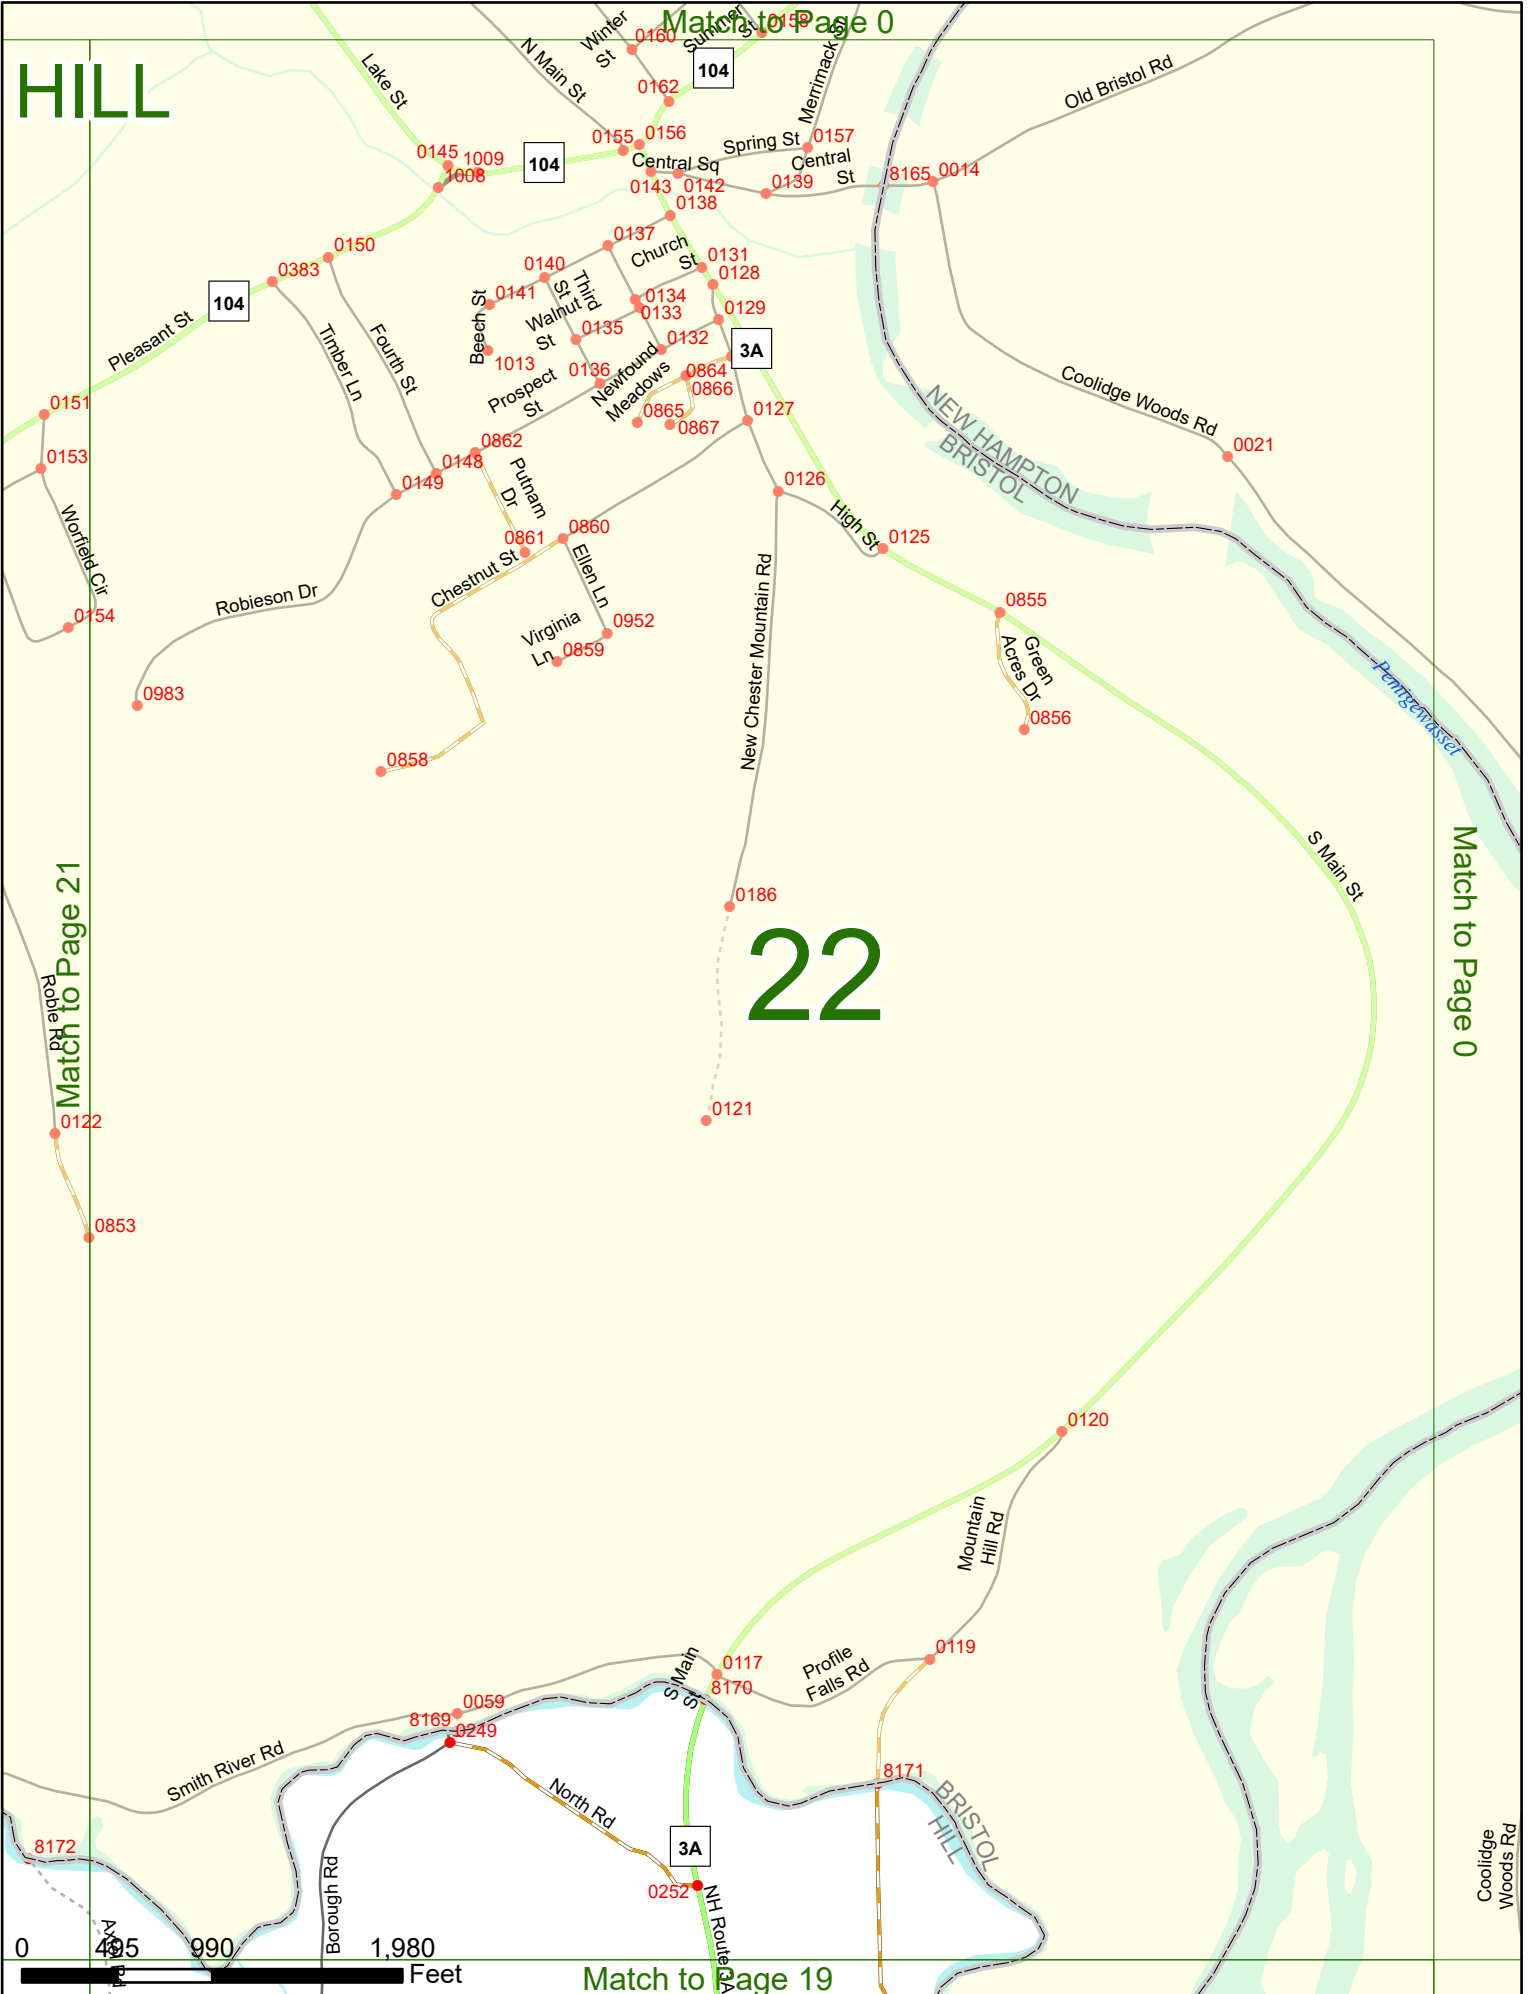 Match to Page 0
HILL
Winter
St
0160
Summer
St
0158
N Main St
104
Merrimack St
Lake St
0162
Old Bristol Rd
0155
0156
Spring St
0157
0145
1009
104
Central Sq
Central
St
8165
0014
1008
0143
0142
0139
0138
0150
0137
Church
St
0131
0383
0140
Third
St
0128
104
0141
0134
0133
0129
Pleasant St
Timber Ln
Fourth St
Beech St
Walnut
St
0135
0132
3A
1013
0136
Newfound
Meadows
0864
0866
Coolidge Woods Rd
Prospect
St
0151
0865
0867
0127
NEW HAMPTON
BRISTOL
0021
0153
0862
0148
0149
Putnam
Dr
0126
Worfield Cir
High St
0861
0860
0125
Chestnut St
Ellen Ln
New Chester Mountain Rd
Robieson Dr
0154
0855
Virginia
Ln
0952
0859
Green
Acres Dr
Pemigewasset
0983
0856
0858
S Main St
Match to Page 21
Match to Page 0
0186
22
Robie Rd
0121
0122
0853
0120
Mountain
Hill Rd
S Main
St
0117
Profile
Falls Rd
0119
8170
0059
8169
0249
Smith River Rd
8171
North Rd
BRISTOL
HILL
3A
8172
Coolidge
Woods Rd
Borough Rd
0252
NH Route 3A
0
495
990
1,980
Feet
Match to Page 19